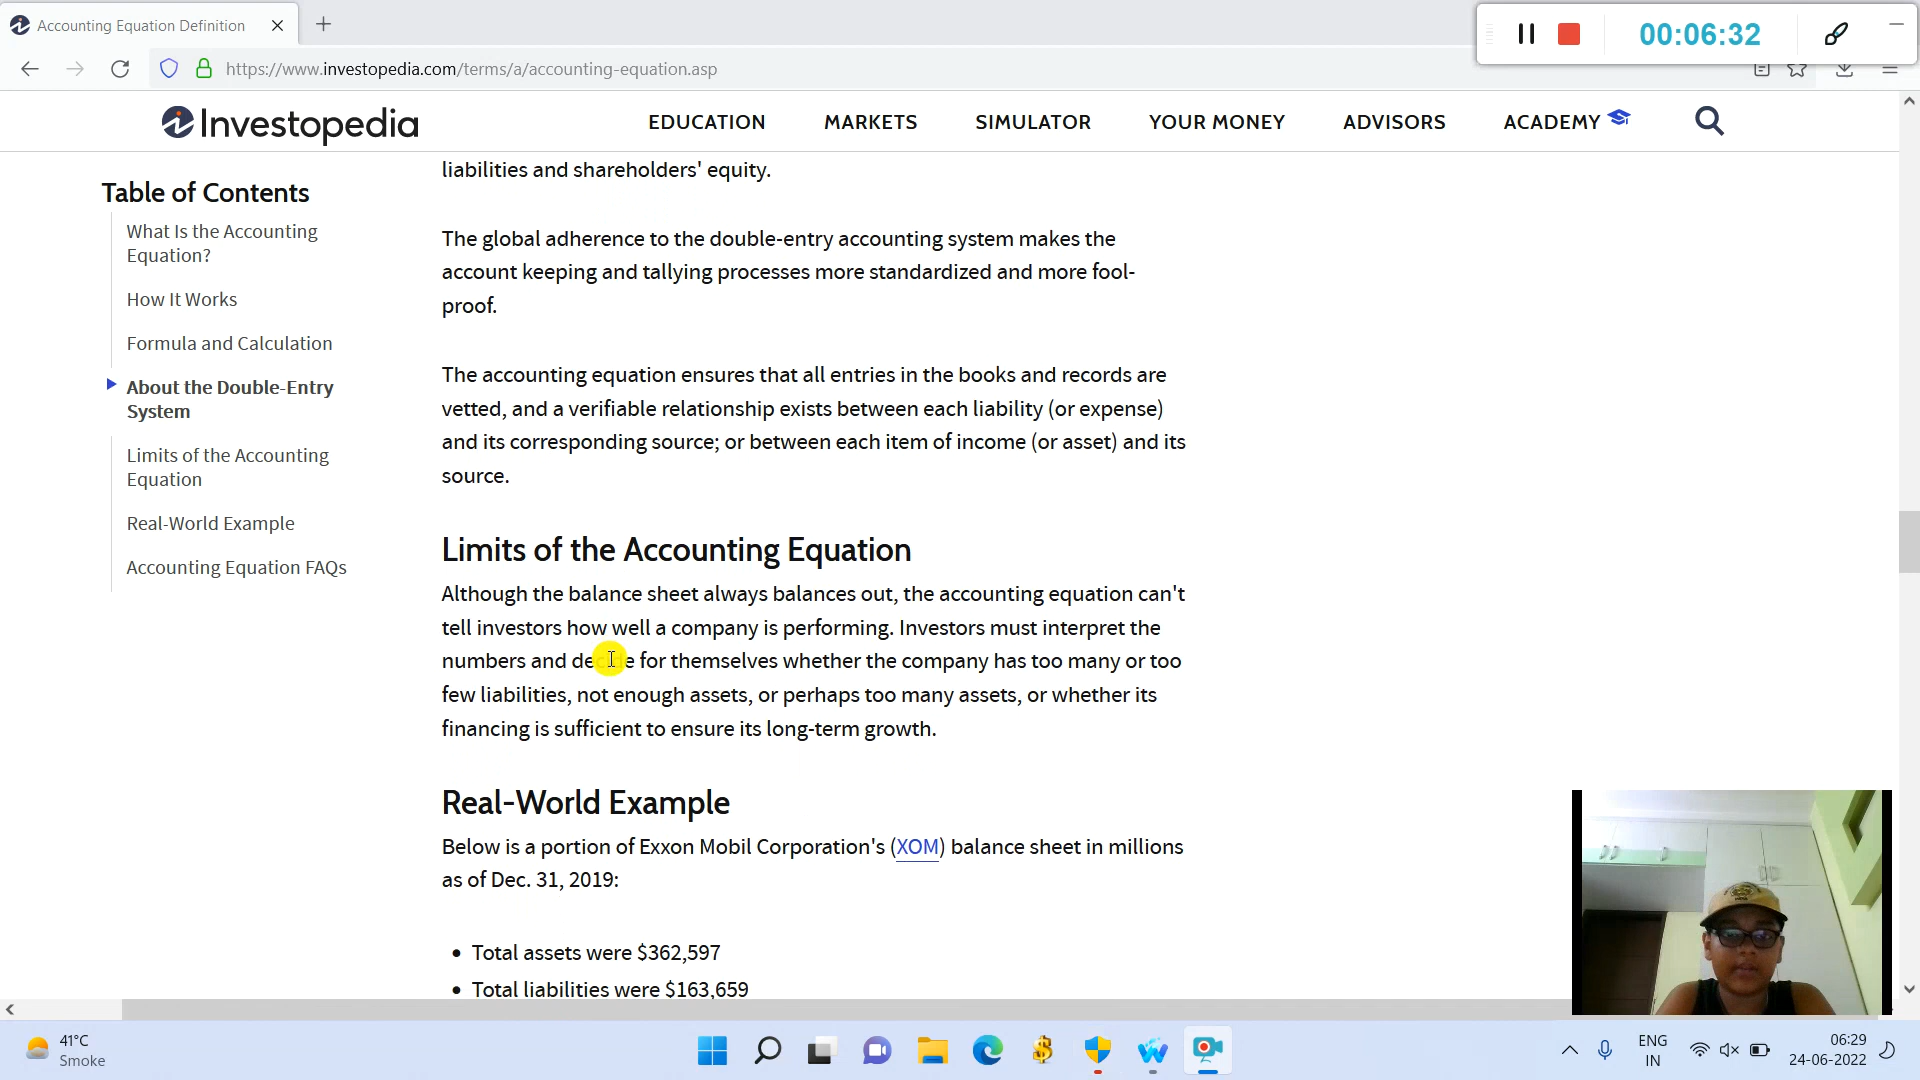 Accounting Equation Definition
00:06:32
https://www.investopedia.com/terms/a/accounting-equation.asp
Investopedia
EDUCATION
MARKETS
SIMULATOR
YOUR MONEY
ADVISORS
ACADEMY
Table of Contents
What Is the Accounting
Equation?
How It Works
Formula and Calculation
About the Double-Entry
System
Limits of the Accounting
Equation
Real-World Example
Accounting Equation FAQs
liabilities and shareholders' equity.
The global adherence to the double-entry accounting system makes the
account keeping and tallying processes more standardized and more fool-
proof.
The accounting equation ensures that all entries in the books and records are
vetted, and a verifiable relationship exists between each liability (or expense)
and its corresponding source; or between each item of income (or asset) and its
source.
Limits of the Accounting Equation
Although the balance sheet always balances out, the accounting equation can't
tell investors how well a company is performing. Investors must interpret the
numbers and decide for themselves whether the company has too many or too
few liabilities, not enough assets, or perhaps too many assets, or whether its
financing is sufficient to ensure its long-term growth.
Real-World Example
Below is a portion of Exxon Mobil Corporation's (XOM) balance sheet in millions
as of Dec. 31, 2019:
• Total assets were $362,597
• Total liabilities were $163,659
41°C
Smoke
ENG
IN
06:29
24-06-2022